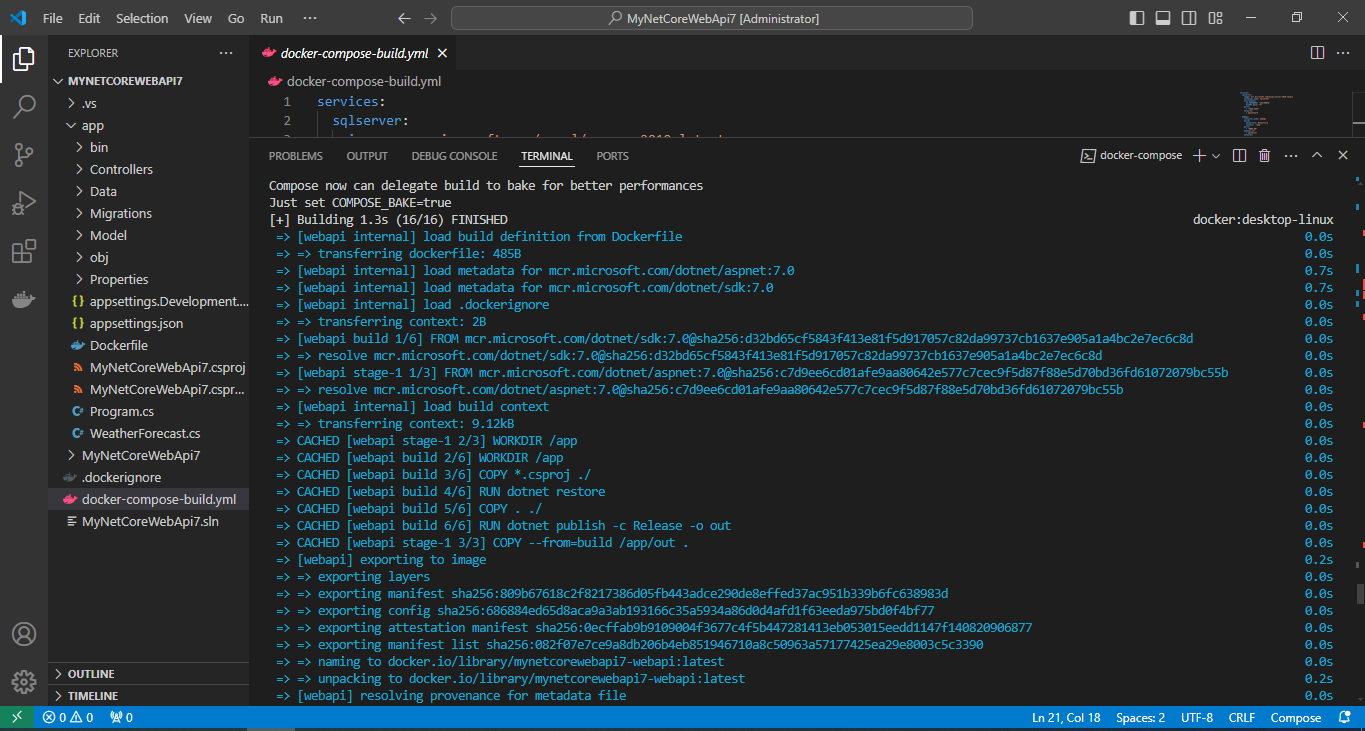 File Edit Selection View Go Run ··· MyNetCoreWebApi7 [Administrator]
EXPLORER ···
MYNETCOREWEBAPI7
.vs
app
bin
Controllers
Data
Migrations
Model
obj
Properties
appsettings.Development....
appsettings.json
Dockerfile
MyNetCoreWebApi7.csproj
MyNetCoreWebApi7.cspr...
Program.cs
WeatherForecast.cs
MyNetCoreWebApi7
.dockerignore
docker-compose-build.yml
MyNetCoreWebApi7.sln
OUTLINE
TIMELINE
docker-compose-build.yml
docker-compose-build.yml
1 services:
2 sqlserver:
PROBLEMS OUTPUT DEBUG CONSOLE TERMINAL PORTS docker-compose
Compose now can delegate build to bake for better performances
Just set COMPOSE_BAKE=true
[+] Building 1.3s (16/16) FINISHED docker:desktop-linux
=> [webapi internal] load build definition from Dockerfile 0.0s
=> => transferring dockerfile: 485B 0.0s
=> [webapi internal] load metadata for mcr.microsoft.com/dotnet/aspnet:7.0 0.7s
=> [webapi internal] load metadata for mcr.microsoft.com/dotnet/sdk:7.0 0.7s
=> [webapi internal] load .dockerignore 0.0s
=> => transferring context: 2B 0.0s
=> [webapi build 1/6] FROM mcr.microsoft.com/dotnet/sdk:7.0@sha256:d32bd65cf5843f413e81f5d917057c82da99737cb1637e905a1a4bc2e7ec6c8d 0.0s
=> => resolve mcr.microsoft.com/dotnet/sdk:7.0@sha256:d32bd65cf5843f413e81f5d917057c82da99737cb1637e905a1a4bc2e7ec6c8d 0.0s
=> [webapi stage-1 1/3] FROM mcr.microsoft.com/dotnet/aspnet:7.0@sha256:c7d9ee6cd01afe9aa80642e577c7cec9f5d87f88e5d70bd36fd61072079bc55b 0.0s
=> => resolve mcr.microsoft.com/dotnet/aspnet:7.0@sha256:c7d9ee6cd01afe9aa80642e577c7cec9f5d87f88e5d70bd36fd61072079bc55b 0.0s
=> [webapi internal] load build context 0.0s
=> => transferring context: 9.12kB 0.0s
=> CACHED [webapi stage-1 2/3] WORKDIR /app 0.0s
=> CACHED [webapi build 2/6] WORKDIR /app 0.0s
=> CACHED [webapi build 3/6] COPY *.csproj ./ 0.0s
=> CACHED [webapi build 4/6] RUN dotnet restore 0.0s
=> CACHED [webapi build 5/6] COPY . ./ 0.0s
=> CACHED [webapi build 6/6] RUN dotnet publish -c Release -o out 0.0s
=> CACHED [webapi stage-1 3/3] COPY --from=build /app/out . 0.0s
=> [webapi] exporting to image 0.2s
=> => exporting layers 0.0s
=> => exporting manifest sha256:809b67618c2f8217386d05fb443adce290de8effed37ac951b339b6fc638983d 0.0s
=> => exporting config sha256:686884ed65d8aca9a3ab193166c35a5934a86d0d4afd1f63eeda975bd0f4bf77 0.0s
=> => exporting attestation manifest sha256:0ecffab9b9109004f3677c4f5b447281413eb053015eedd1147f140820906877 0.0s
=> => exporting manifest list sha256:082f07e7ce9a8db206b4eb851946710a8c50963a57177425ea29e8003c5c3390 0.0s
=> => naming to docker.io/library/mynetcorewebapi7-webapi:latest 0.0s
=> => unpacking to docker.io/library/mynetcorewebapi7-webapi:latest 0.2s
=> [webapi] resolving provenance for metadata file 0.0s
0 0 0 Ln 21, Col 18 Spaces: 2 UTF-8 CRLF Compose